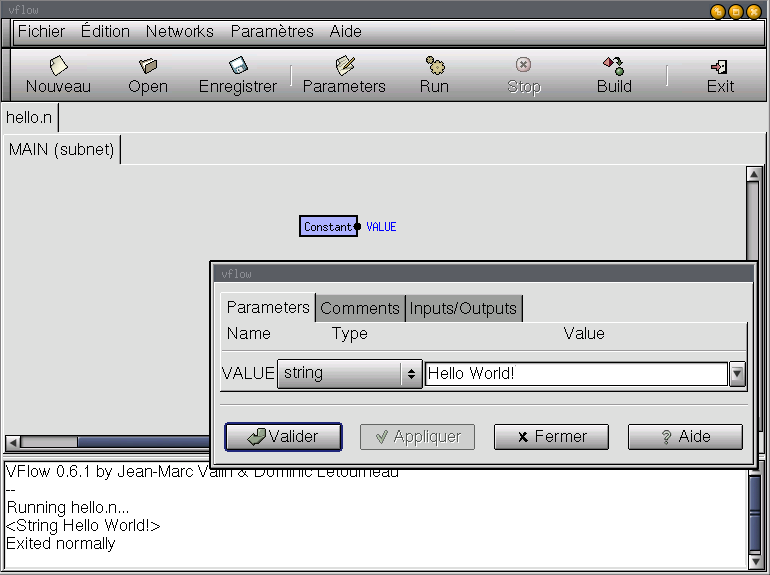 vflow
Fichier Édition Networks Paramètres Aide
Nouveau Open Enregistrer Parameters Run Stop Build Exit
hello.n
MAIN (subnet)
Constant VALUE
vflow
Parameters Comments Inputs/Outputs
Name Type Value
VALUE string Hello World!
Valider Appliquer Fermer Aide
VFlow 0.6.1 by Jean-Marc Valin & Dominic Letourneau
--
Running hello.n...
<String Hello World!>
Exited normally